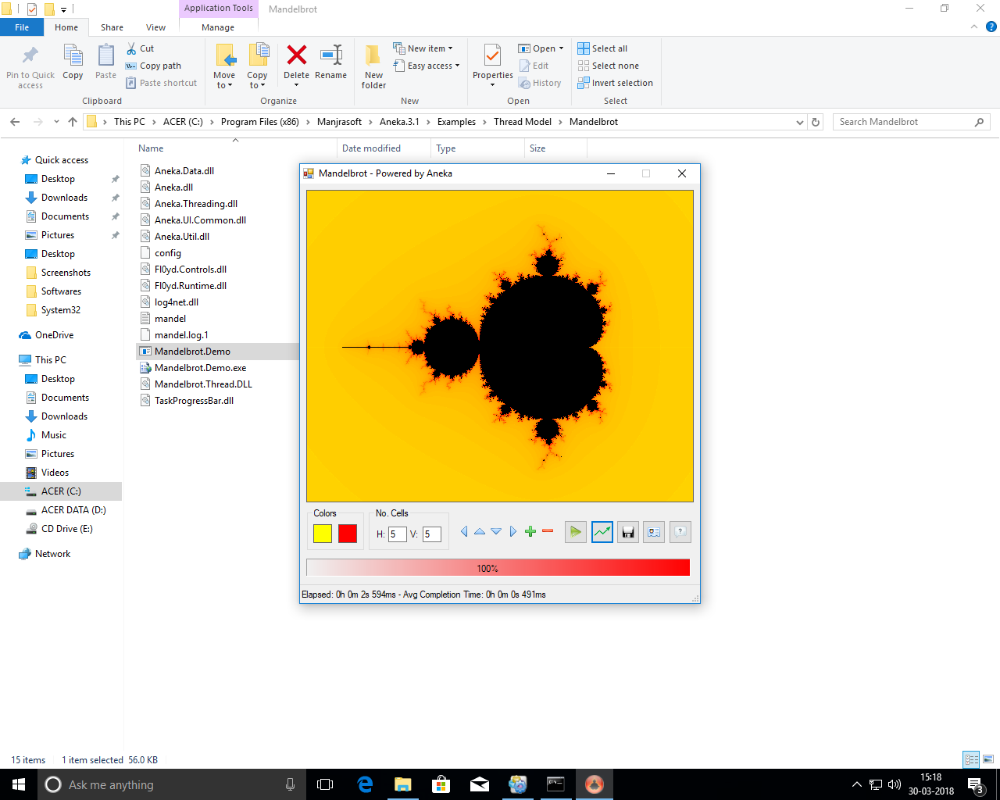 Application Tools
Mandelbrot
File
Home
Share
View
Manage
Pin to Quick access
Copy
Paste
Cut
Copy path
Paste shortcut
Clipboard
Move to
Copy to
Delete
Rename
Organize
New folder
New item
Easy access
New
Properties
Open
Edit
History
Open
Select all
Select none
Invert selection
Select
This PC
ACER (C:)
Program Files (x86)
Manjrasoft
Aneka.3.1
Examples
Thread Model
Mandelbrot
Search Mandelbrot
Quick access
Desktop
Downloads
Documents
Pictures
Desktop
Screenshots
Softwares
System32
OneDrive
This PC
Desktop
Documents
Downloads
Music
Pictures
Videos
ACER (C:)
ACER DATA (D:)
CD Drive (E:)
Network
Name
Date modified
Type
Size
Aneka.Data.dll
Aneka.dll
Aneka.Threading.dll
Aneka.UI.Common.dll
Aneka.Util.dll
config
Fl0yd.Controls.dll
Fl0yd.Runtime.dll
log4net.dll
mandel
mandel.log.1
Mandelbrot.Demo
Mandelbrot.Demo.exe
Mandelbrot.Thread.DLL
TaskProgressBar.dll
Mandelbrot - Powered by Aneka
Colors
No. Cells
H: 5 V: 5
100%
Elapsed: 0h 0m 2s 594ms - Avg Completion Time: 0h 0m 0s 491ms
15 items
1 item selected 56.0 KB
Ask me anything
15:18
30-03-2018
3